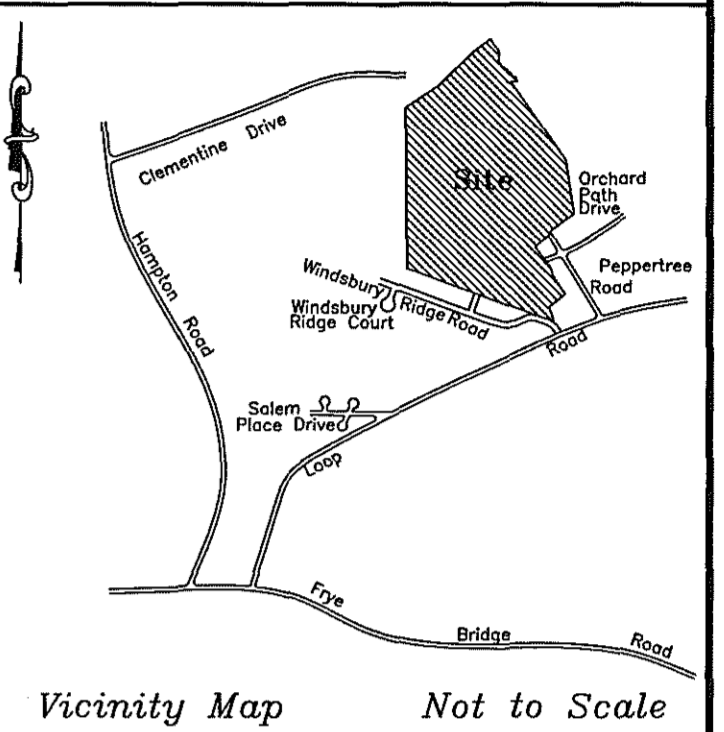 Clementine Drive
Site
Orchard
Path
Drive
Hampton Road
Peppertree
Road
Windsbury Ridge Road
Windsbury
Ridge Court
Road
Salem
Place Drive
Loop
Frye Bridge Road
Vicinity Map Not to Scale